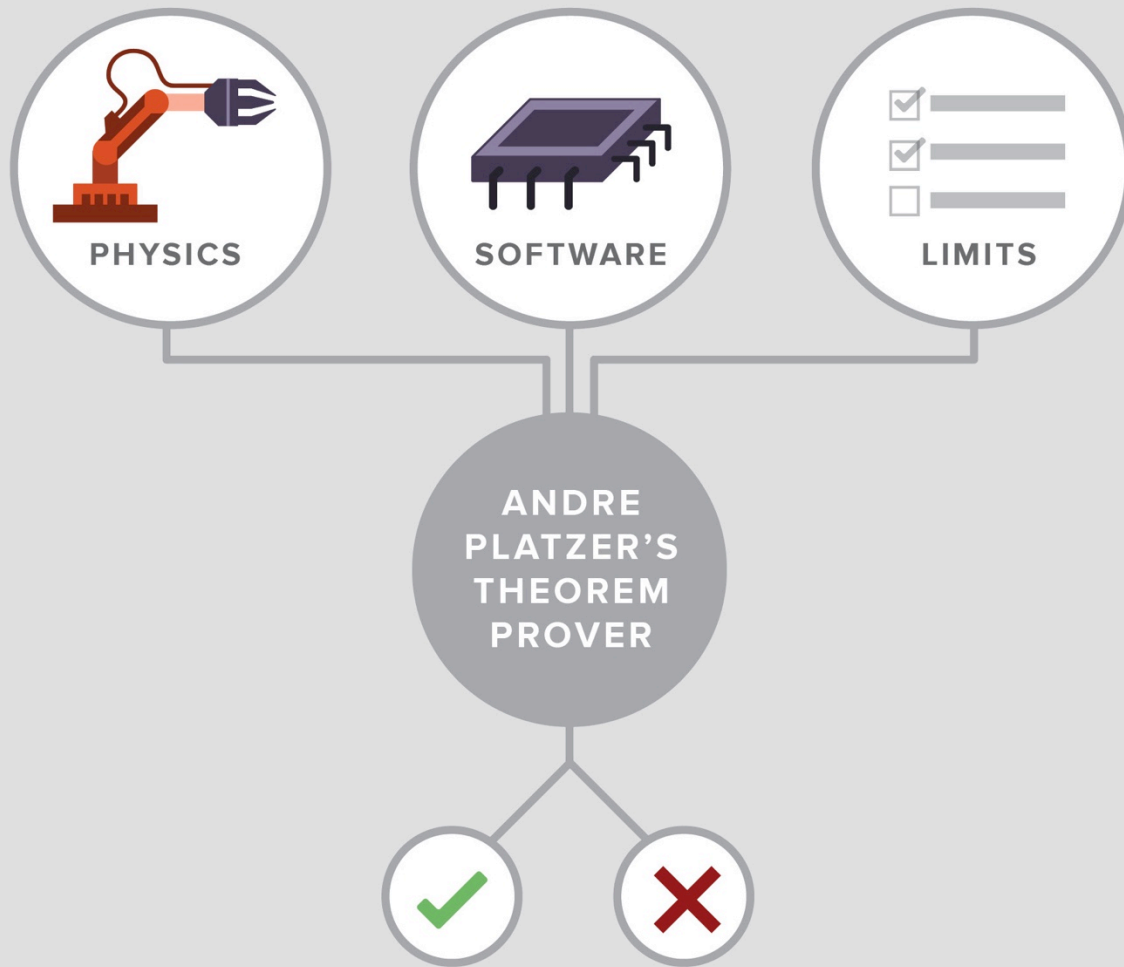 PHYSICS
SOFTWARE
LIMITS
ANDRE
PLATZER’S
THEOREM
PROVER